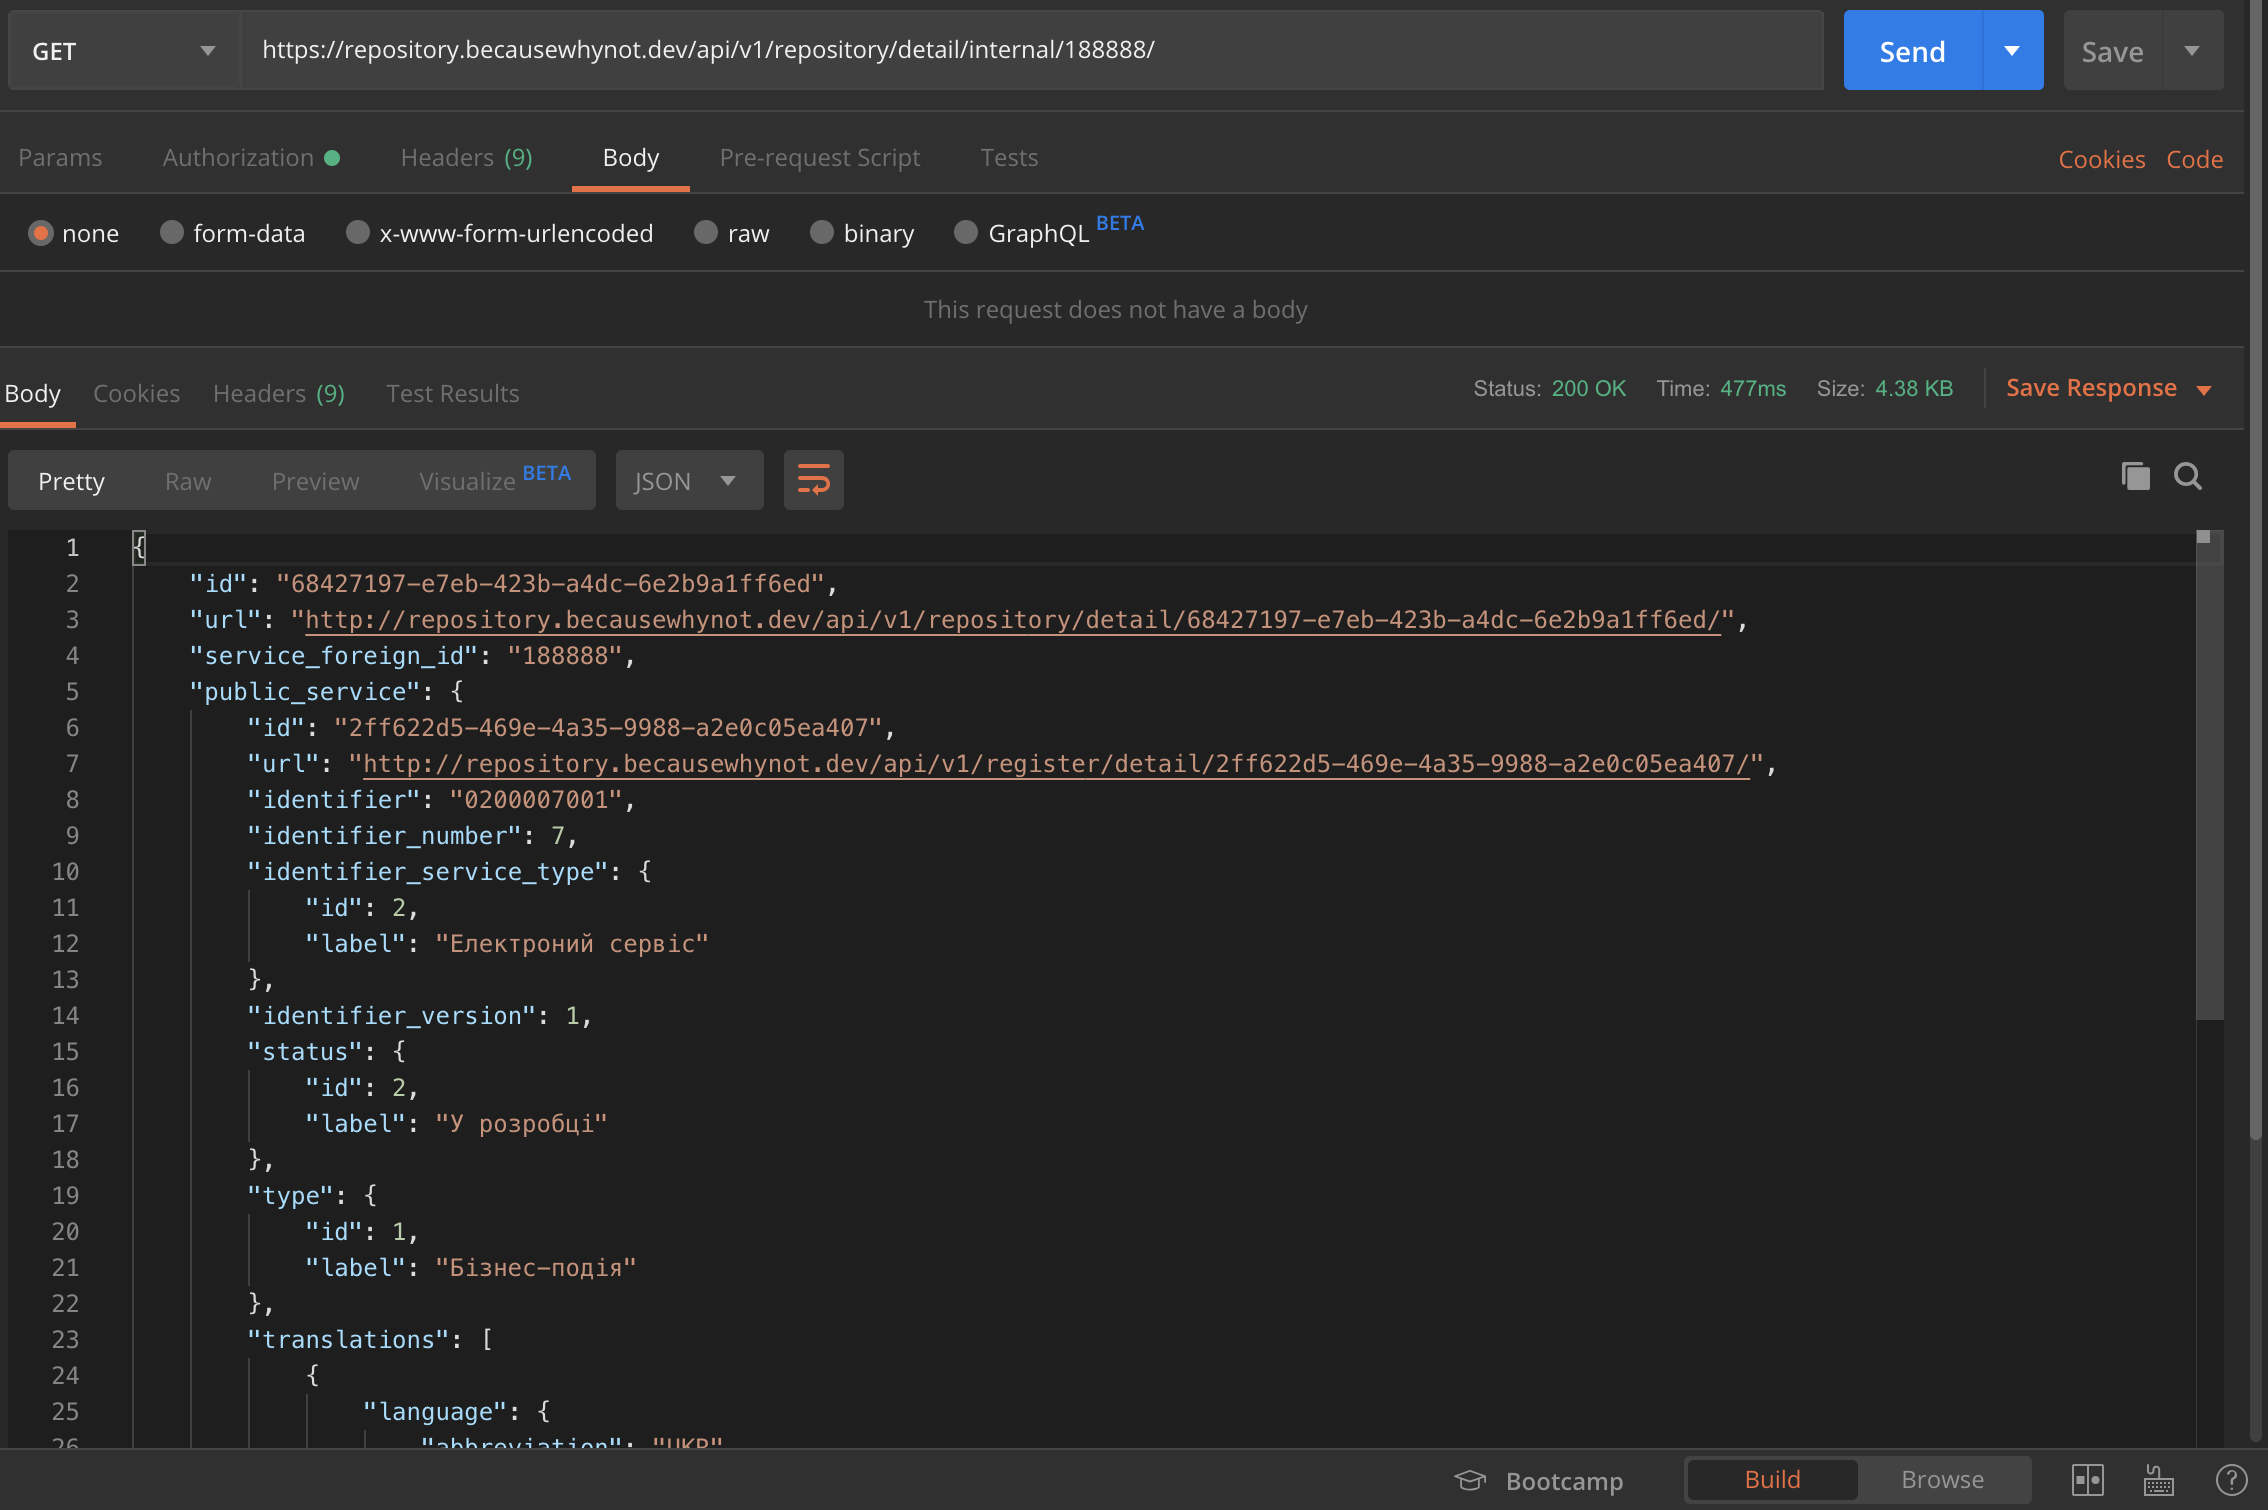 GET https://repository.becausewhynot.dev/api/v1/repository/detail/internal/188888/ Send Save
Params Authorization Headers (9) Body Pre-request Script Tests Cookies Code
none form-data x-www-form-urlencoded raw binary GraphQL BETA
This request does not have a body
Body Cookies Headers (9) Test Results Status: 200 OK Time: 477ms Size: 4.38 KB Save Response
Pretty Raw Preview Visualize BETA JSON
1 {
2 "id": "68427197-e7eb-423b-a4dc-6e2b9a1ff6ed",
3 "url": "http://repository.becausewhynot.dev/api/v1/repository/detail/68427197-e7eb-423b-a4dc-6e2b9a1ff6ed/",
4 "service_foreign_id": "188888",
5 "public_service": {
6 "id": "2ff622d5-469e-4a35-9988-a2e0c05ea407",
7 "url": "http://repository.becausewhynot.dev/api/v1/register/detail/2ff622d5-469e-4a35-9988-a2e0c05ea407/",
8 "identifier": "0200007001",
9 "identifier_number": 7,
10 "identifier_service_type": {
11 "id": 2,
12 "label": "Електроний сервіс"
13 },
14 "identifier_version": 1,
15 "status": {
16 "id": 2,
17 "label": "У розробці"
18 },
19 "type": {
20 "id": 1,
21 "label": "Бізнес-подія"
22 },
23 "translations": [
24 {
25 "language": {
26 "abbreviation": "UKR"
Bootcamp Build Browse